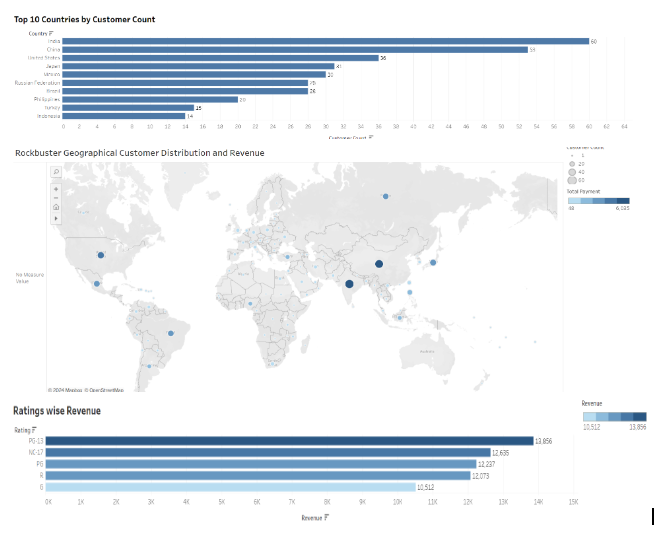 Top 10 Countries by Customer Count
Country
India 60
China 53
United States 36
Japan 31
Mexico 30
Russian Federation 28
Brazil 28
Philippines 20
Turkey 15
Indonesia 14
0 2 4 6 8 10 12 14 16 18 20 22 24 26 28 30 32 34 36 38 40 42 44 46 48 50 52 54 56 58 60 62 64
Customer Count
Rockbuster Geographical Customer Distribution and Revenue
Customer Count
1
20
40
60
Total Payment
48 6,035
No Measure
Value
© 2024 Mapbox © OpenStreetMap
Ratings wise Revenue
Revenue
10,512 13,856
Rating
PG-13 13,856
NC-17 12,635
PG 12,237
R 12,073
G 10,512
0K 1K 2K 3K 4K 5K 6K 7K 8K 9K 10K 11K 12K 13K 14K 15K
Revenue